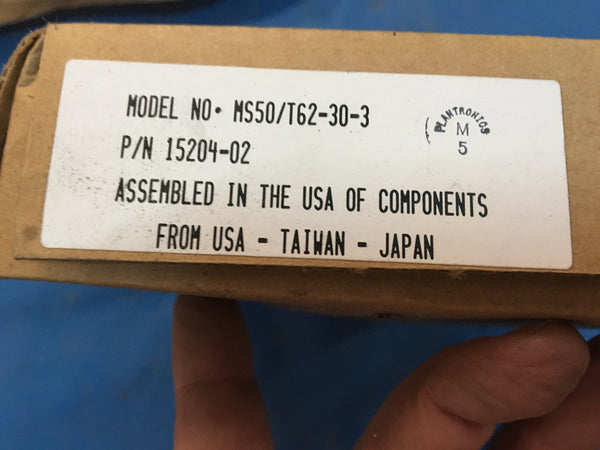 MODEL NO. MS50/T62-30-3
P/N 15204-02
ASSEMBLED IN THE USA OF COMPONENTS
FROM USA - TAIWAN - JAPAN
PLANTRONICS
M
5